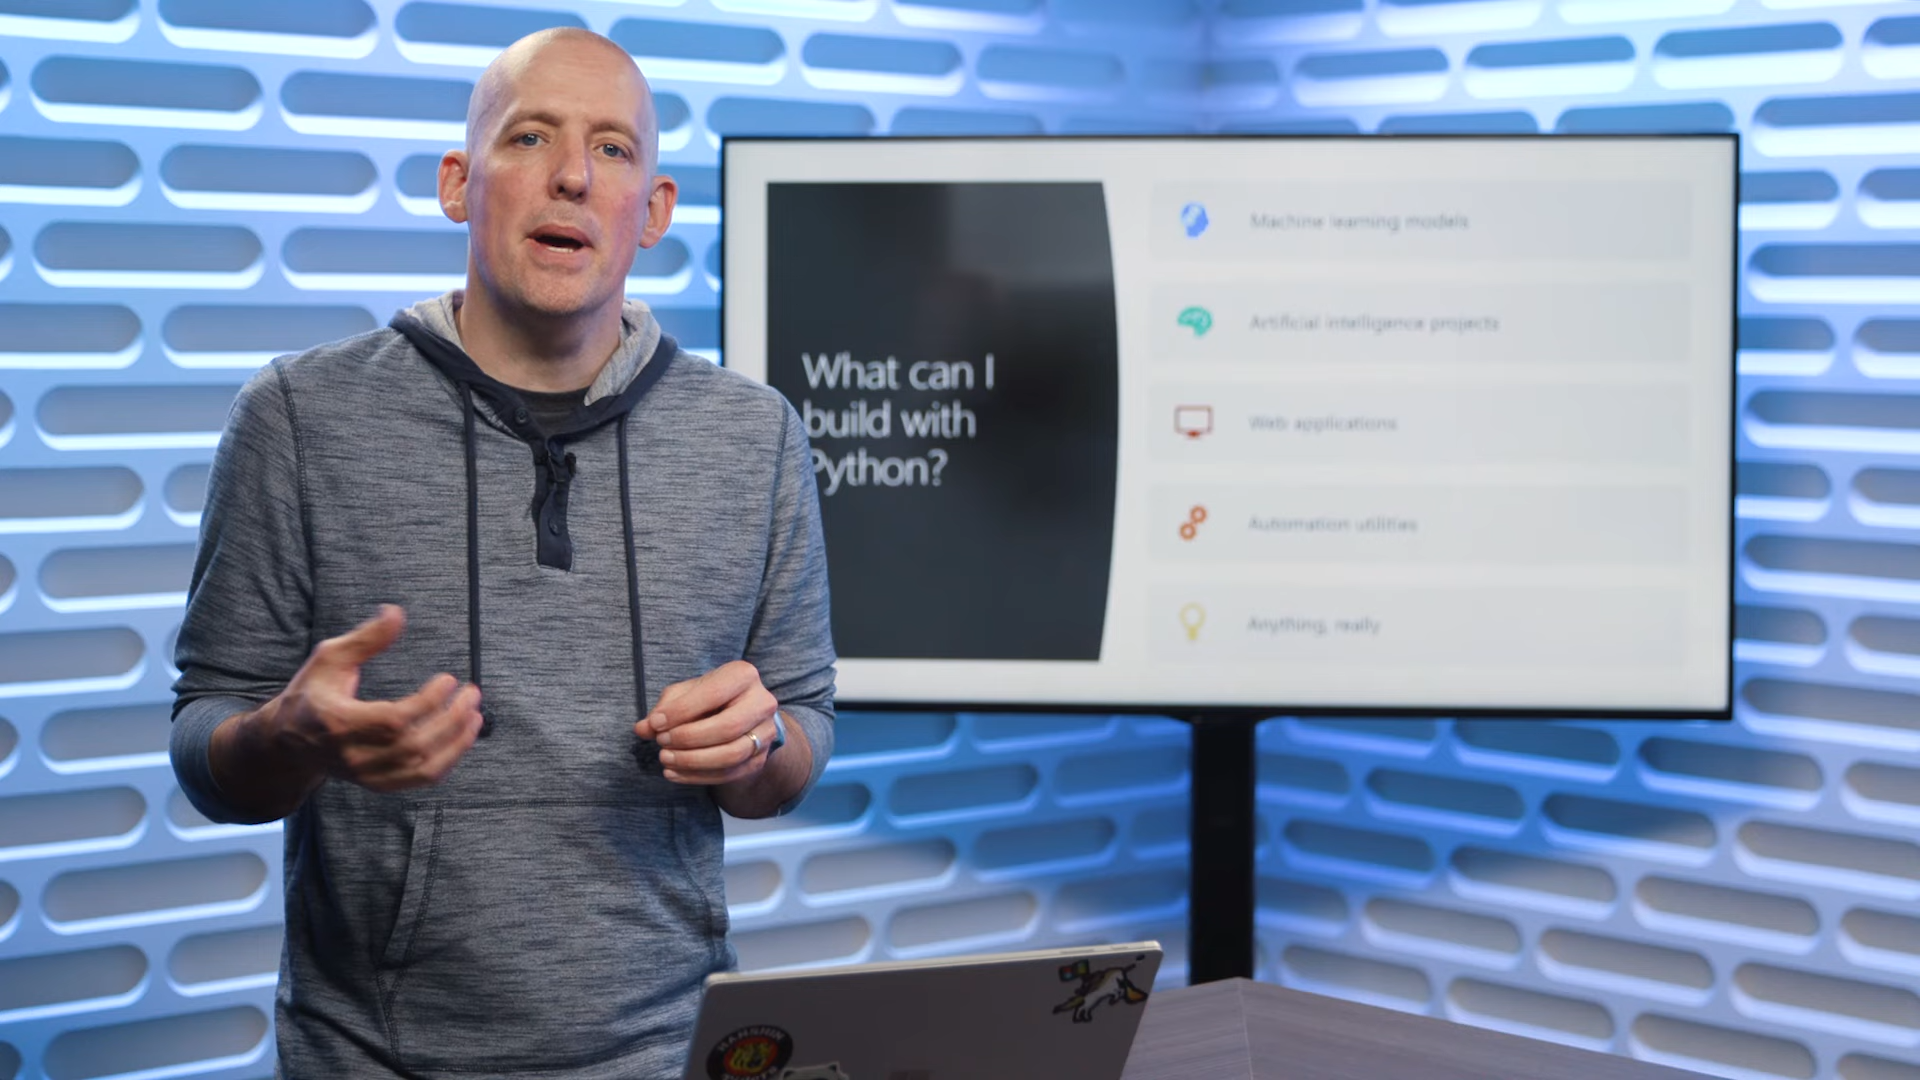 What can I
build with
Python?
Machine learning models
Artificial intelligence projects
Web applications
Automation utilities
Anything, really